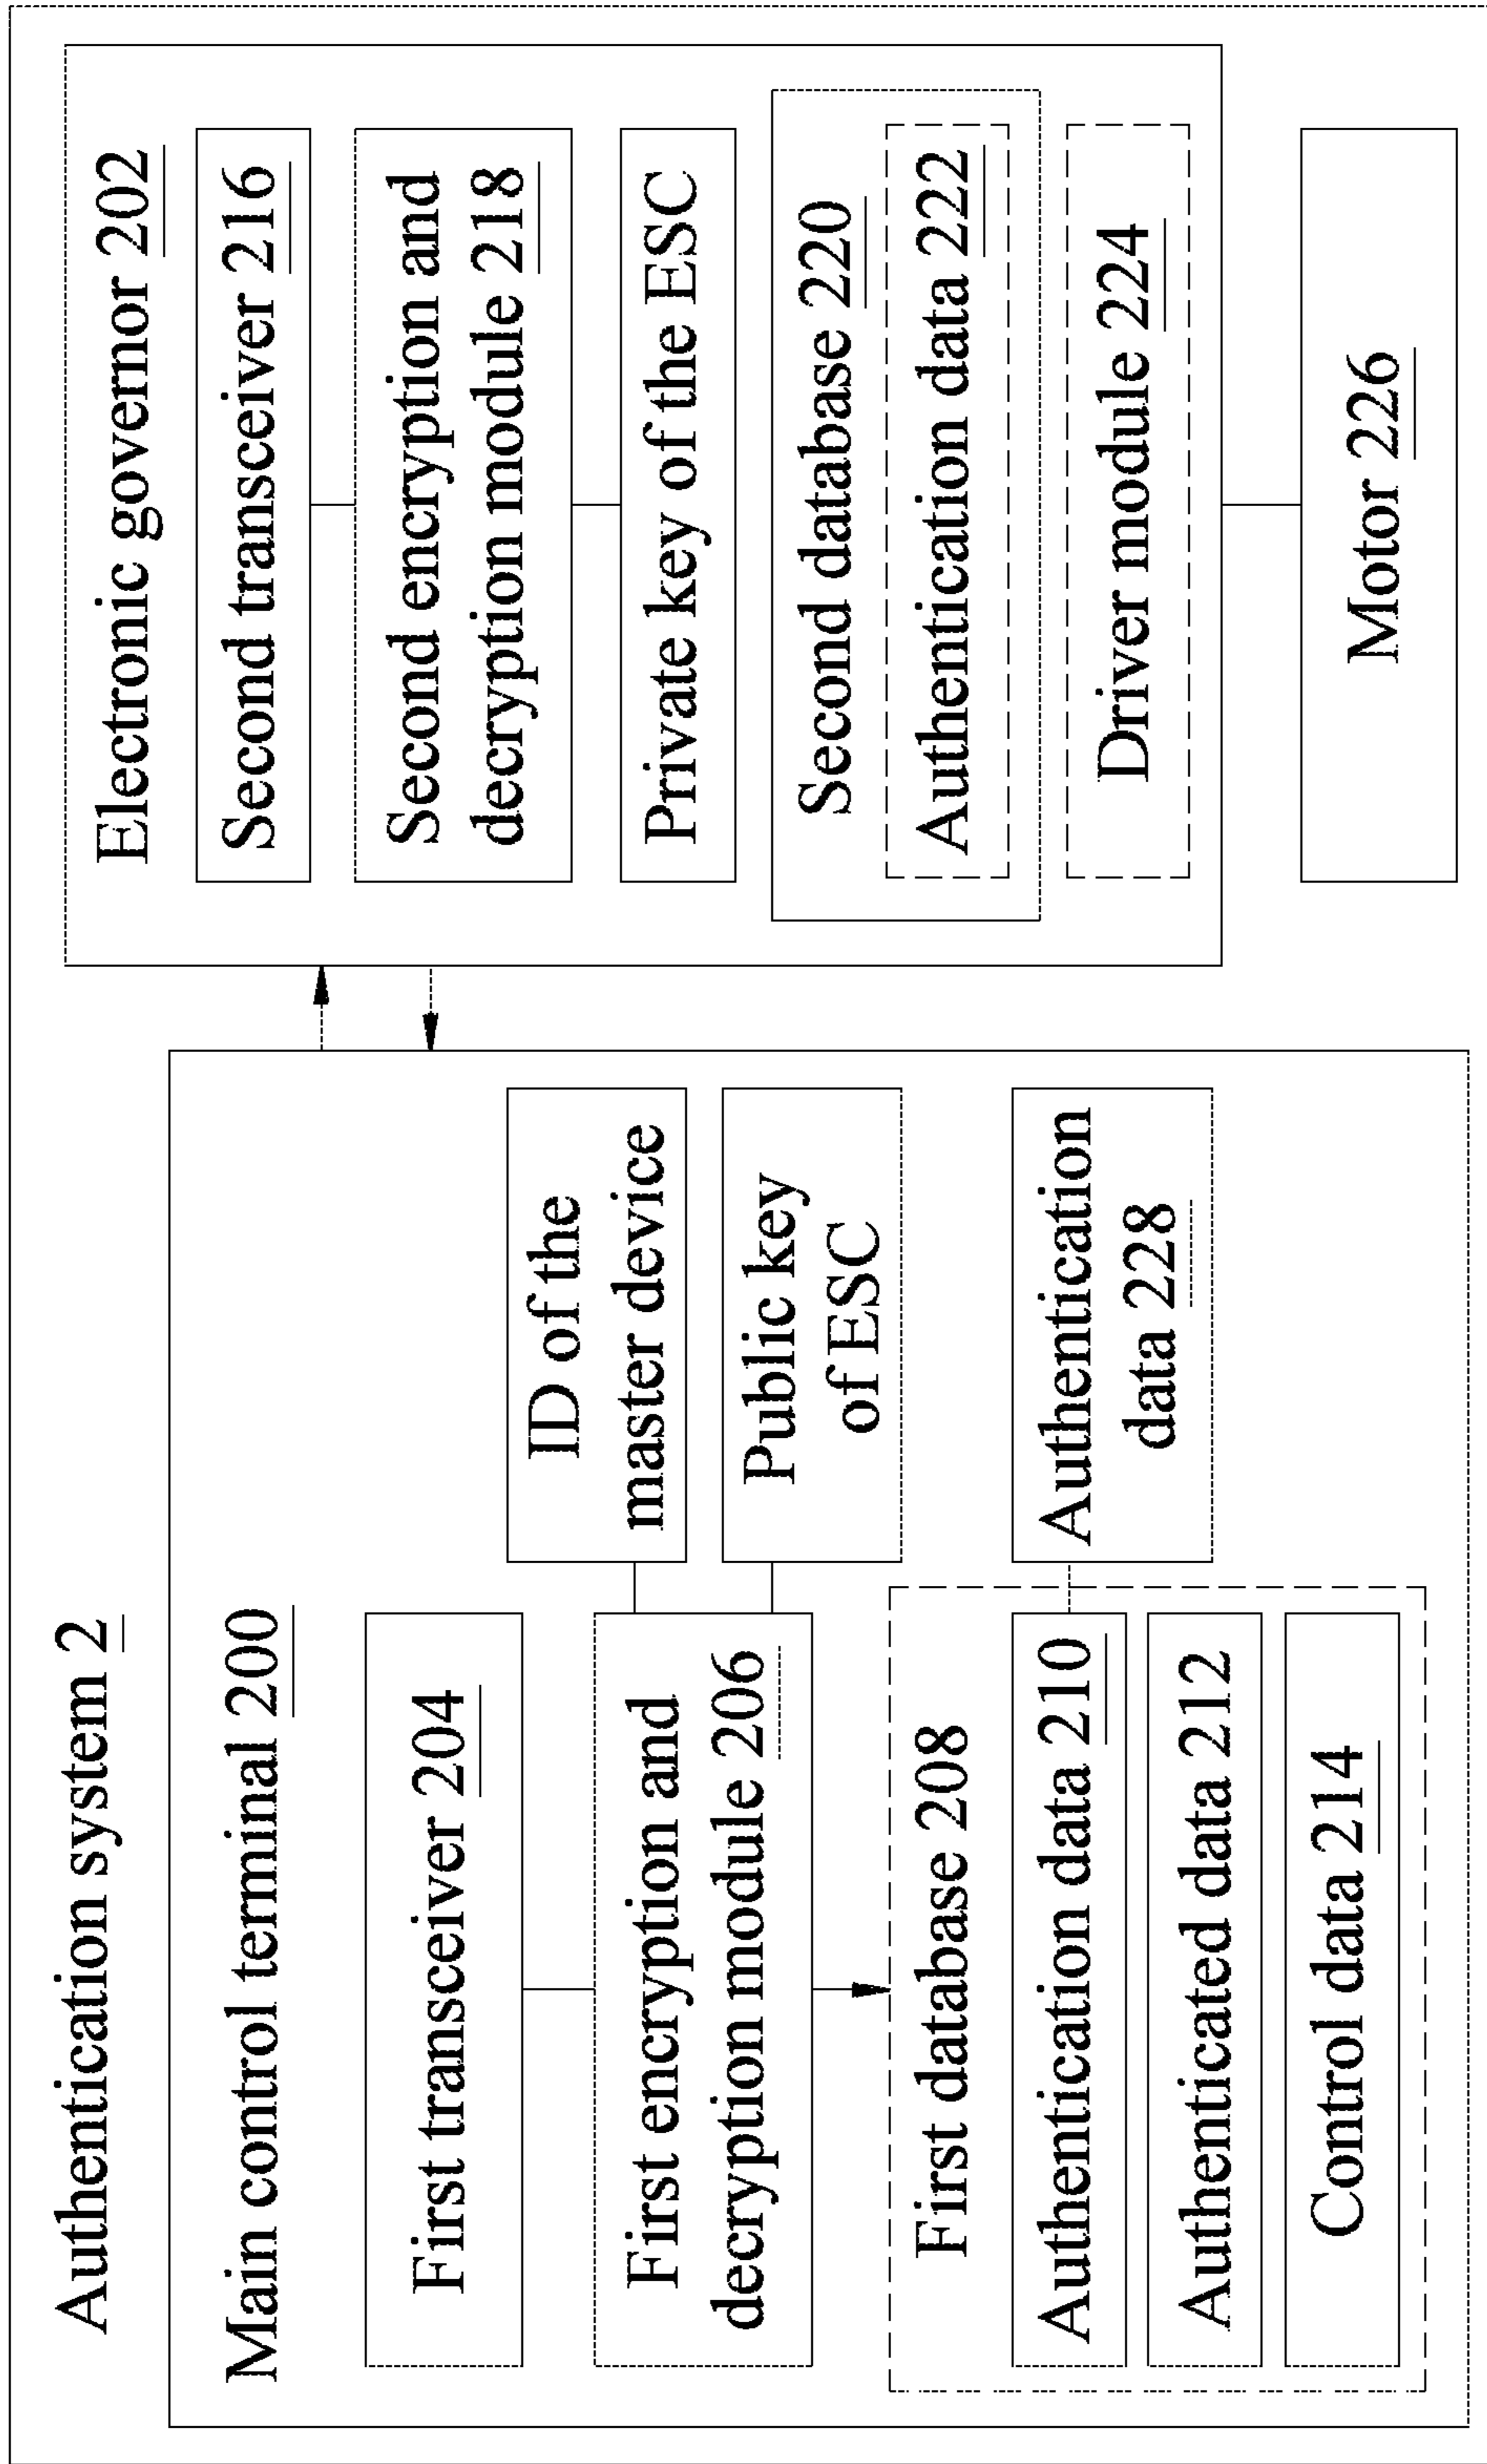 Authentication system 2
Main control terminal 200
First transceiver 204
First encryption and
decryption module 206
ID of the
master device
Public key
of ESC
First database 208
Authentication data 210
Authenticated data 212
Control data 214
Authentication
data 228
Electronic governor 202
Second transceiver 216
Second encryption and
decryption module 218
Private key of the ESC
Second database 220
Authentication data 222
Driver module 224
Motor 226